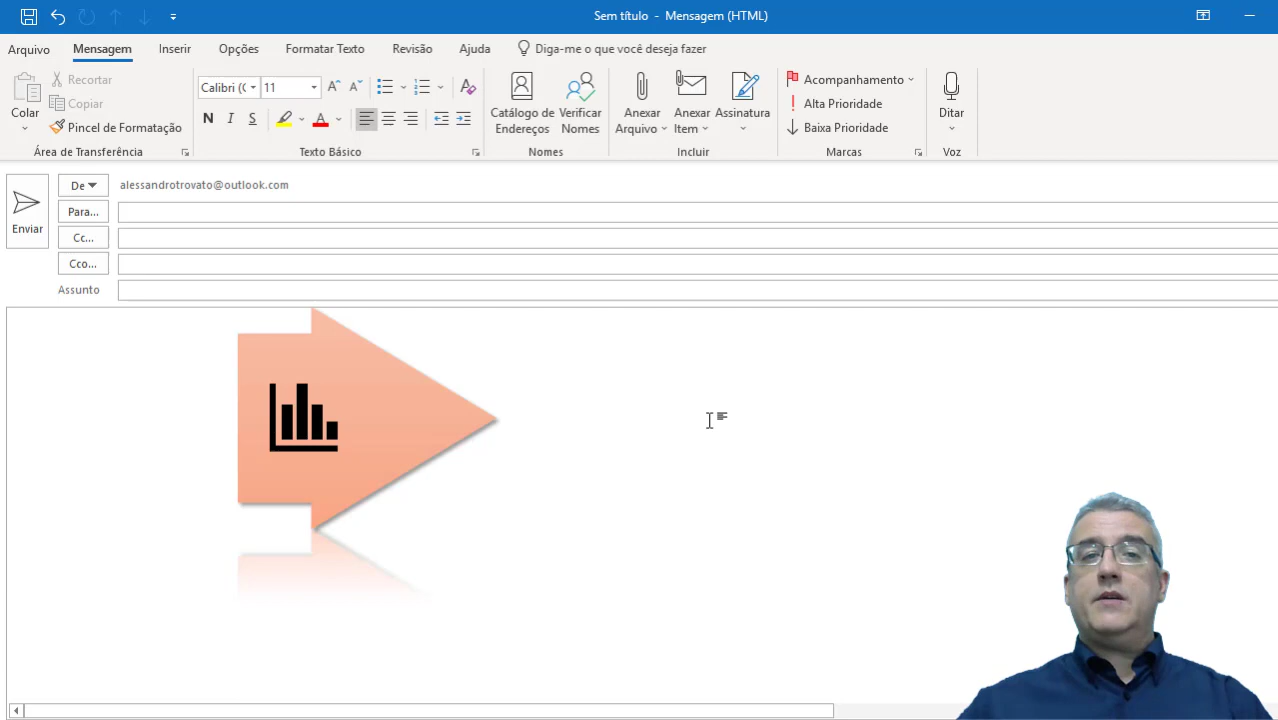 Sem título - Mensagem (HTML)
Arquivo Mensagem Inserir Opções Formatar Texto Revisão Ajuda Diga-me o que você deseja fazer
Colar
Recortar
Copiar
Pincel de Formatação
Área de Transferência
Calibri (C 11
N I S A
Texto Básico
Catálogo de Endereços
Verificar Nomes
Nomes
Anexar Arquivo
Anexar Item
Assinatura
Incluir
Acompanhamento
Alta Prioridade
Baixa Prioridade
Marcas
Ditar
Voz
Enviar
De alessandrotrovato@outlook.com
Para...
Cc...
Cco...
Assunto